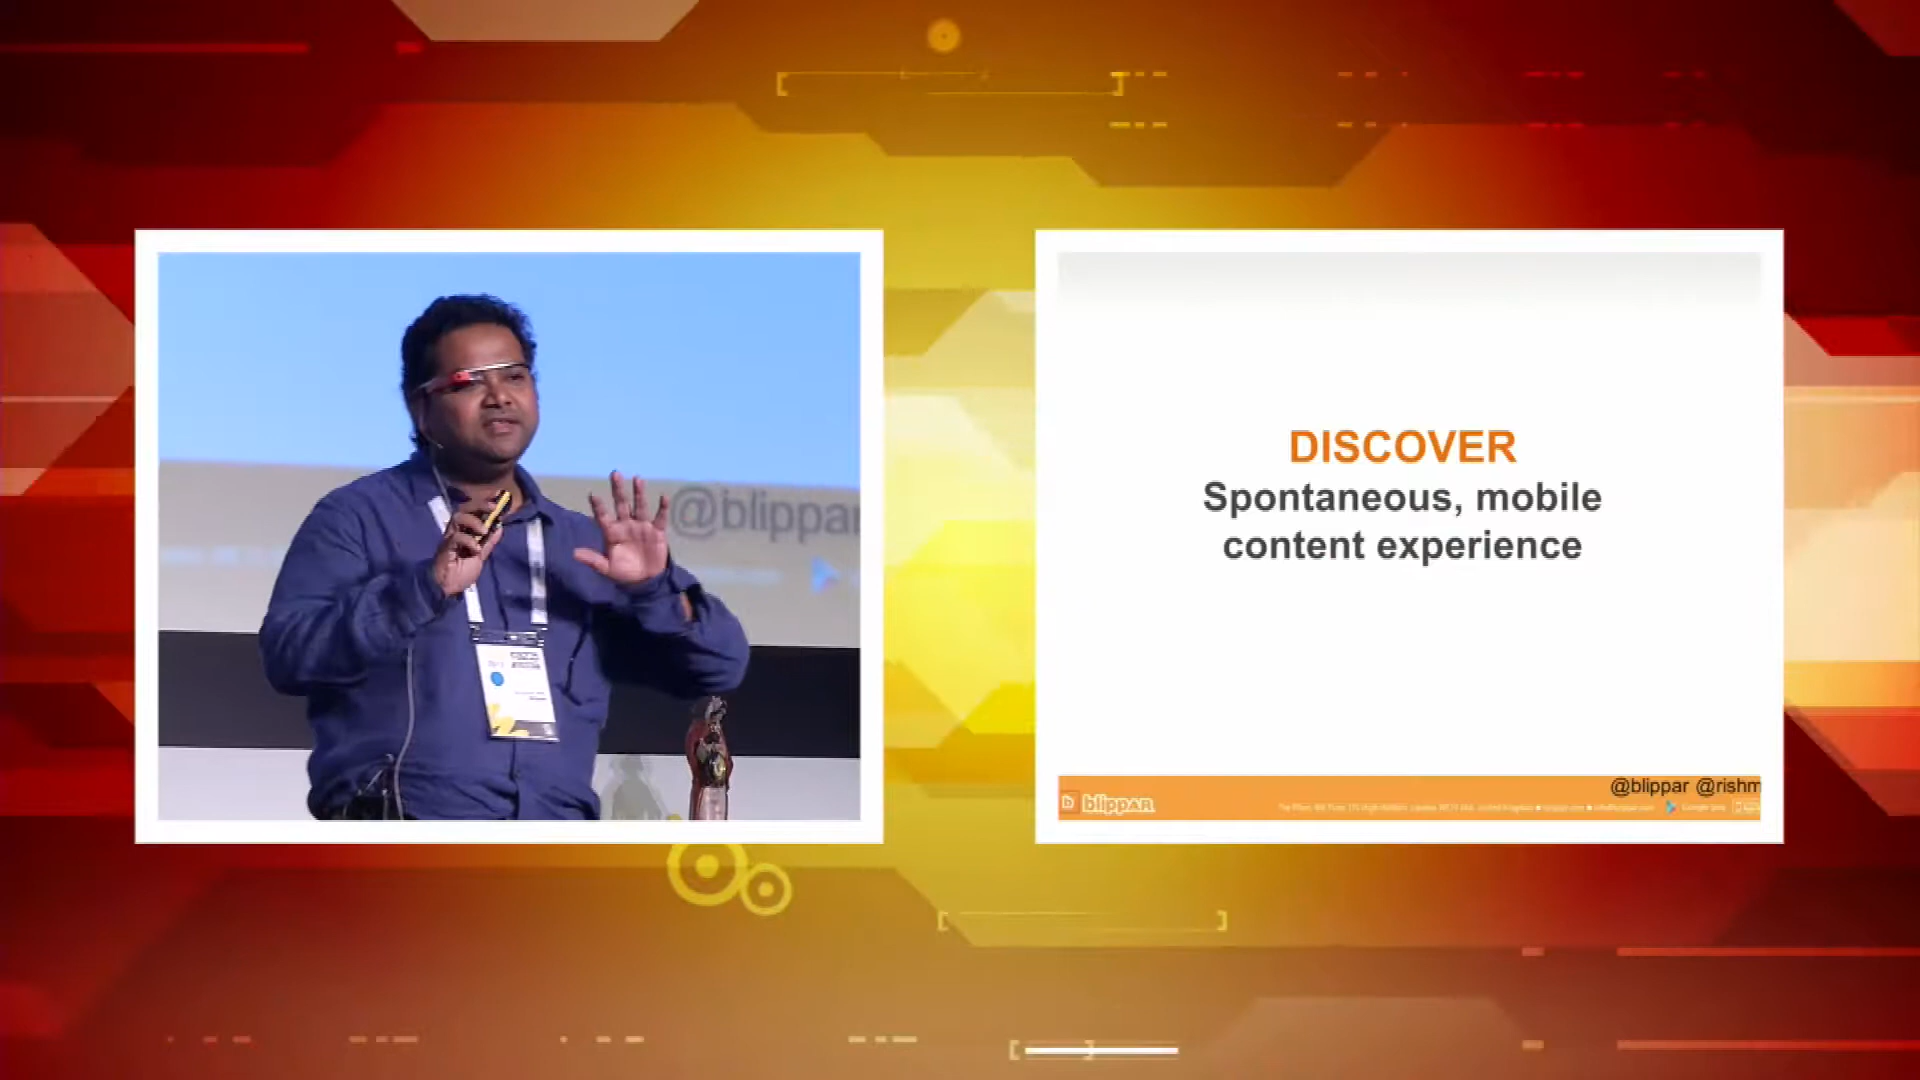 @blippar
DISCOVER
Spontaneous, mobile
content experience
@blippar @rishm
blippAR